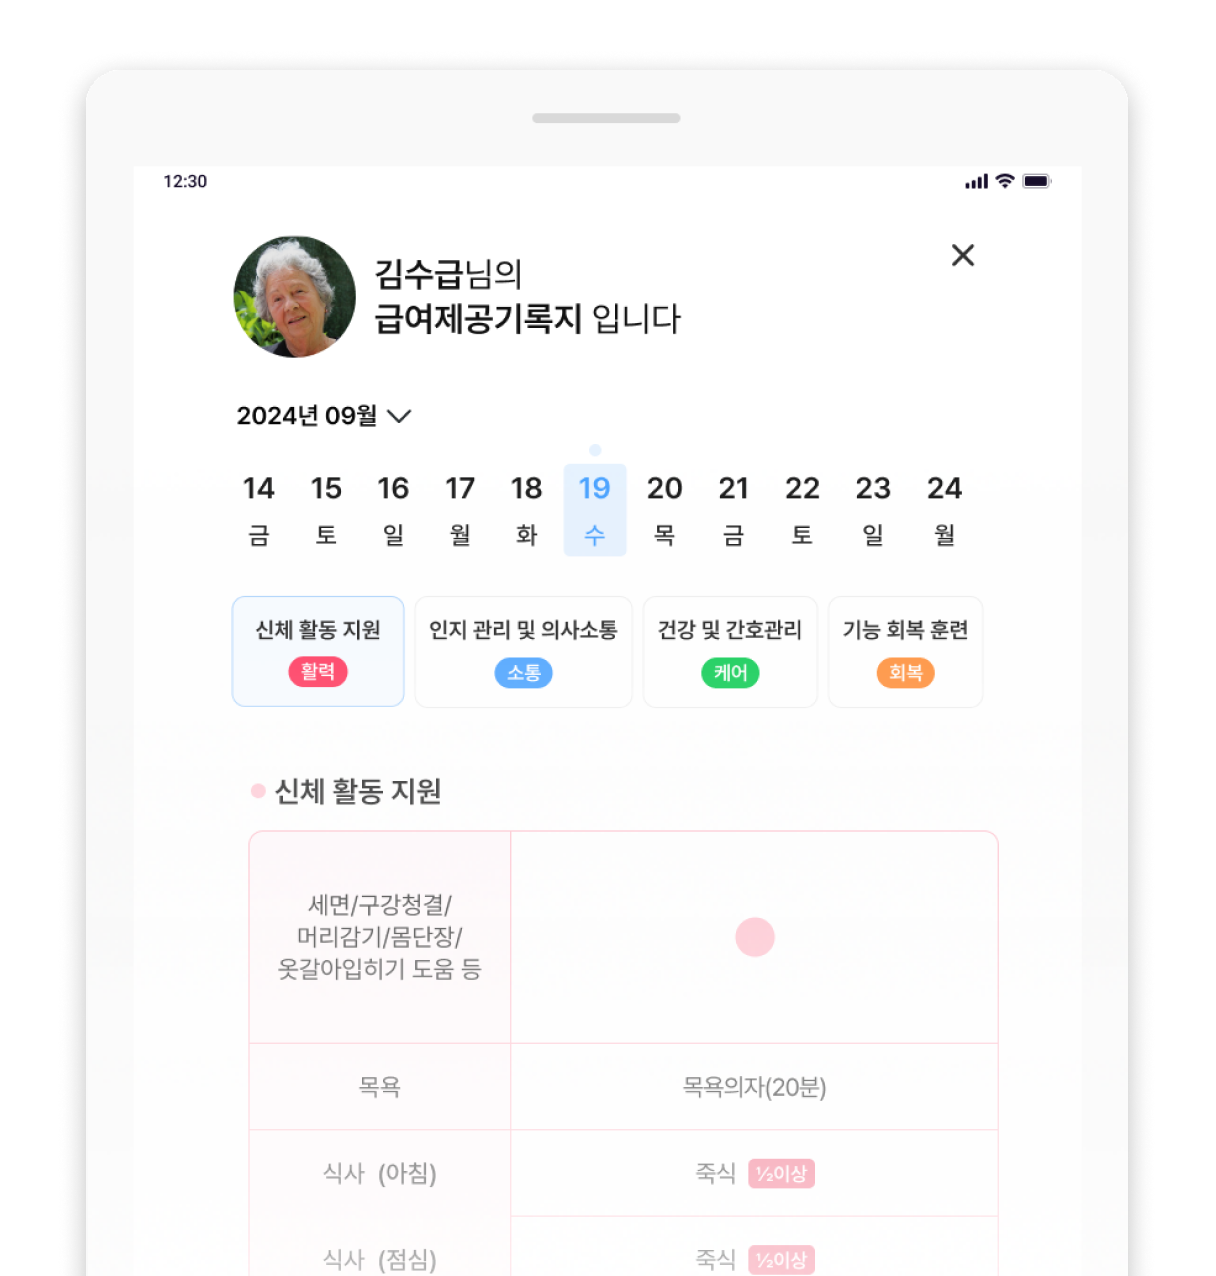 12:30
김수급님의
급여제공기록지 입니다
2024년 09월
14 15 16 17 18 19 20 21 22 23 24
금 토 일 월 화 수 목 금 토 일 월
신체 활동 지원 인지 관리 및 의사소통 건강 및 간호관리 기능 회복 훈련
활력 소통 케어 회복
신체 활동 지원
세면/구강청결/
머리감기/몸단장/
옷갈아입히기 도움 등
목욕 목욕의자(20분)
식사 (아침) 죽식 ½이상
식사 (점심) 죽식 ½이상